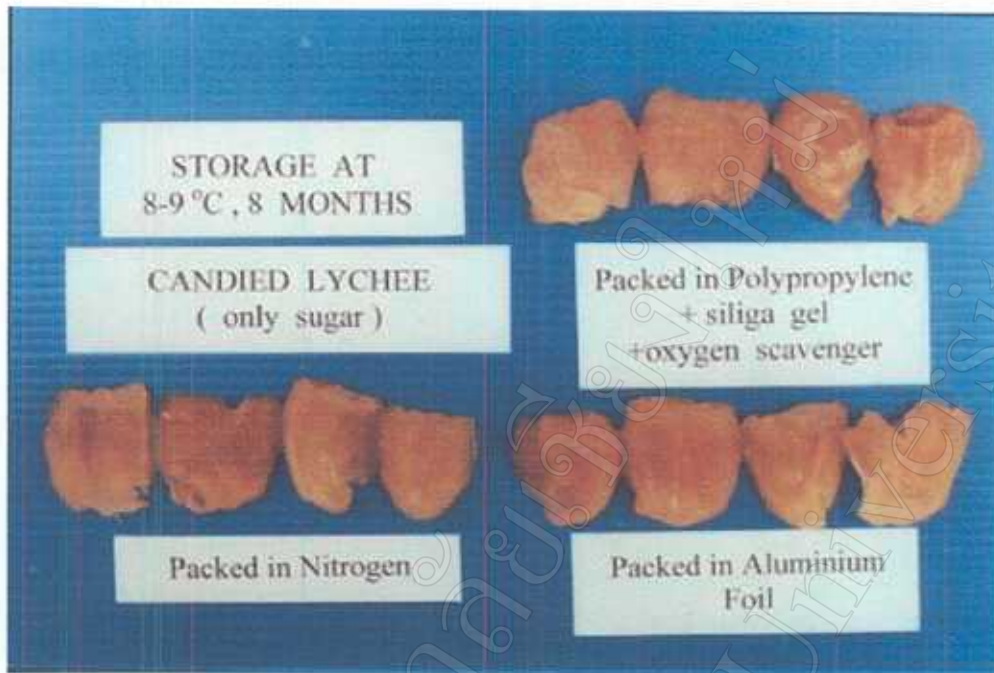 STORAGE AT
8-9 °C , 8 MONTHS
CANDIED LYCHEE
( only sugar )
Packed in Polypropylene
+ siliga gel
+oxygen scavenger
Packed in Nitrogen
Packed in Aluminium
Foil